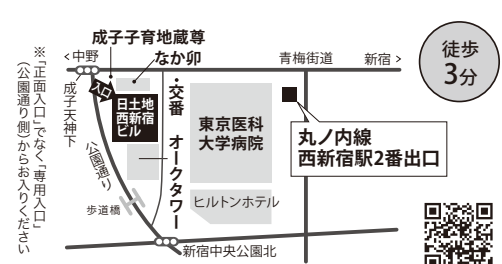 成子子育地蔵尊
<中野
なか卯
青梅街道
新宿>
徒歩
3分
入口
成子天神下
日土地
西新宿
ビル
・交番
オークタワー
東京医科
大学病院
丸ノ内線
西新宿駅2番出口
公園通り
歩道橋
ヒルトンホテル
新宿中央公園北
※「正面入口」でなく「専用入口」
（公園通り側）からお入りください